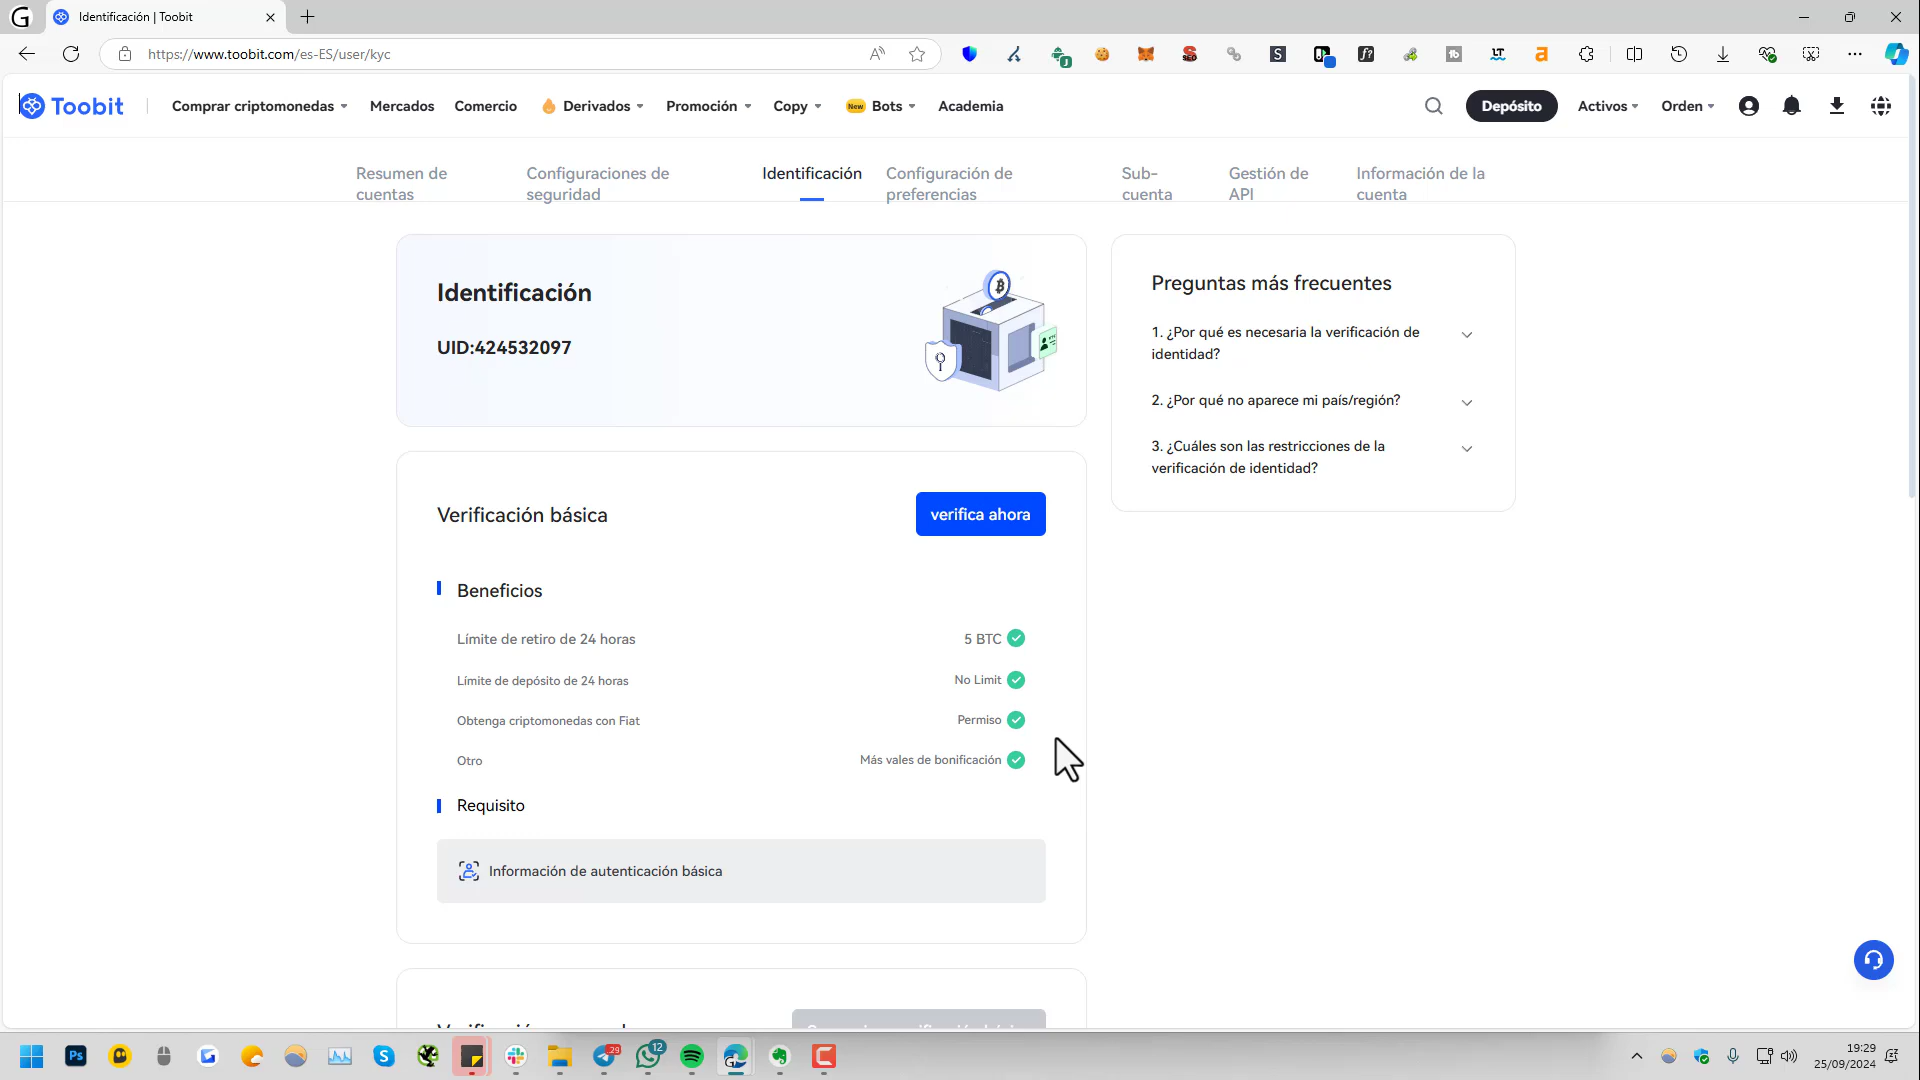 Identificación | Toobit
https://www.toobit.com/es-ES/user/kyc
Toobit
Comprar criptomonedas
Mercados
Comercio
Derivados
Promoción
Copy
New
Bots
Academia
Depósito
Activos
Orden
Resumen de
cuentas
Configuraciones de
seguridad
Identificación
Configuración de
preferencias
Sub-
cuenta
Gestión de
API
Información de la
cuenta
Identificación
UID:424532097
Preguntas más frecuentes
1. ¿Por qué es necesaria la verificación de
identidad?
2. ¿Por qué no aparece mi país/región?
3. ¿Cuáles son las restricciones de la
verificación de identidad?
Verificación básica
verifica ahora
Beneficios
Límite de retiro de 24 horas
5 BTC
Límite de depósito de 24 horas
No Limit
Obtenga criptomonedas con Fiat
Permiso
Otro
Más vales de bonificación
Requisito
Información de autenticación básica
Ps
29
12
19:29
25/09/2024